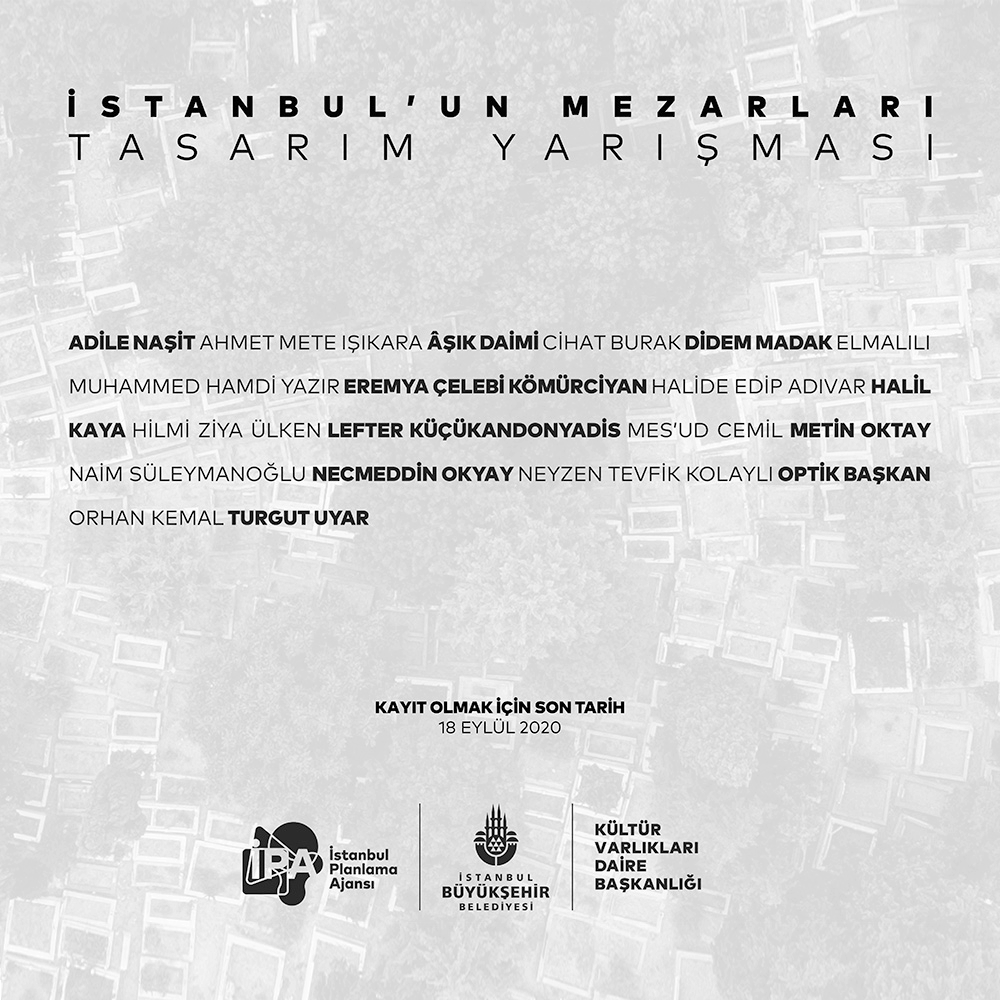 İSTANBUL'UN MEZARLARI
TASARIM YARIŞMASI
ADİLE NAŞİT AHMET METE IŞIKARA ÂŞIK DAİMİ CİHAT BURAK DİDEM MADAK ELMALILI
MUHAMMED HAMDİ YAZIR EREMYA ÇELEBİ KÖMÜRCİYAN HALİDE EDİP ADIVAR HALİL
KAYA HİLMİ ZİYA ÜLKEN LEFTER KÜÇÜKANDONYADİS MES'UD CEMİL METİN OKTAY
NAİM SÜLEYMANOĞLU NECMEDDİN OKYAY NEYZEN TEVFİK KOLAYLI OPTİK BAŞKAN
ORHAN KEMAL TURGUT UYAR
KAYIT OLMAK İÇİN SON TARİH
18 EYLÜL 2020
İPA
İstanbul
Planlama
Ajansı
İSTANBUL
BÜYÜKŞEHİR
BELEDİYESİ
KÜLTÜR
VARLIKLARI
DAİRE
BAŞKANLIĞI